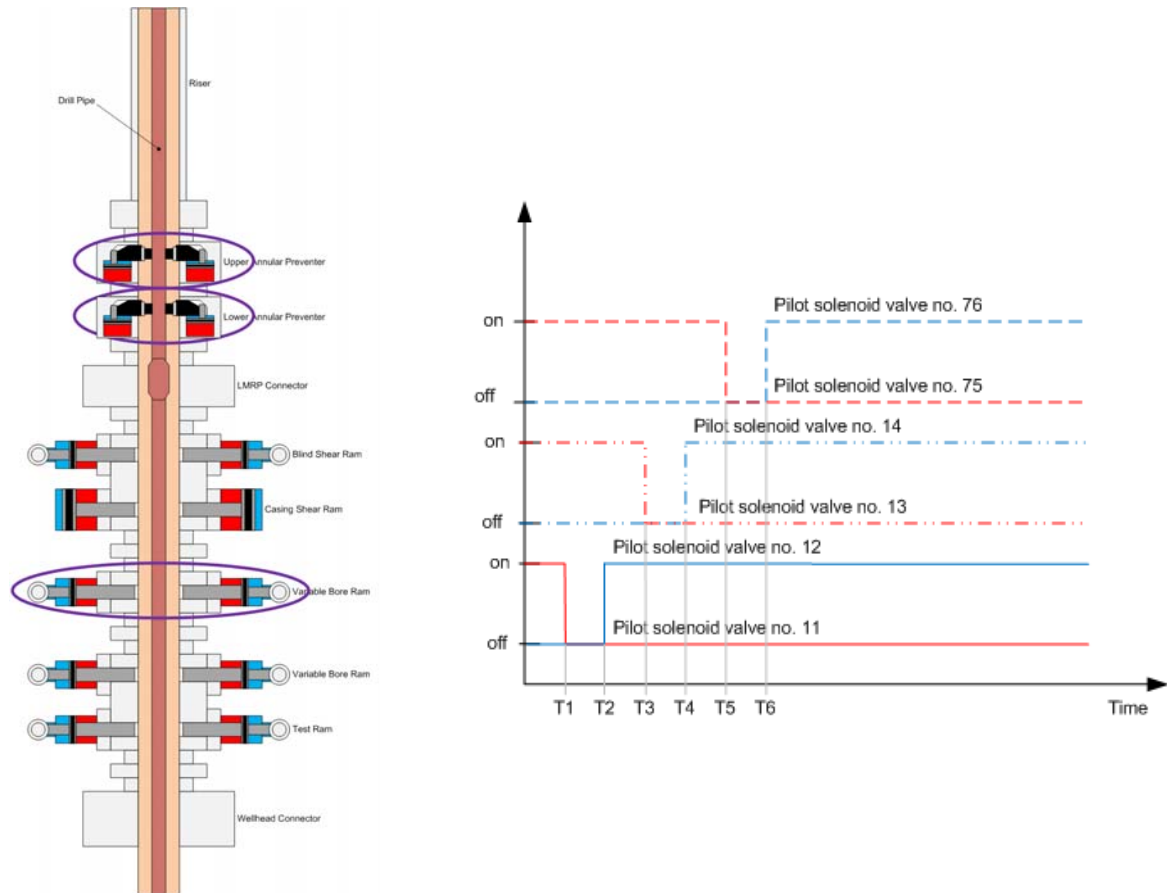 Riser
Drill Pipe
Upper Annular Preventer
Lower Annular Preventer
LMRP Connector
Blind Shear Ram
Casing Shear Ram
Variable Bore Ram
Variable Bore Ram
Test Ram
Wellhead Connector
on
Pilot solenoid valve no. 76
off
Pilot solenoid valve no. 75
on
Pilot solenoid valve no. 14
off
Pilot solenoid valve no. 13
on
Pilot solenoid valve no. 12
off
Pilot solenoid valve no. 11
T1 T2 T3 T4 T5 T6 Time